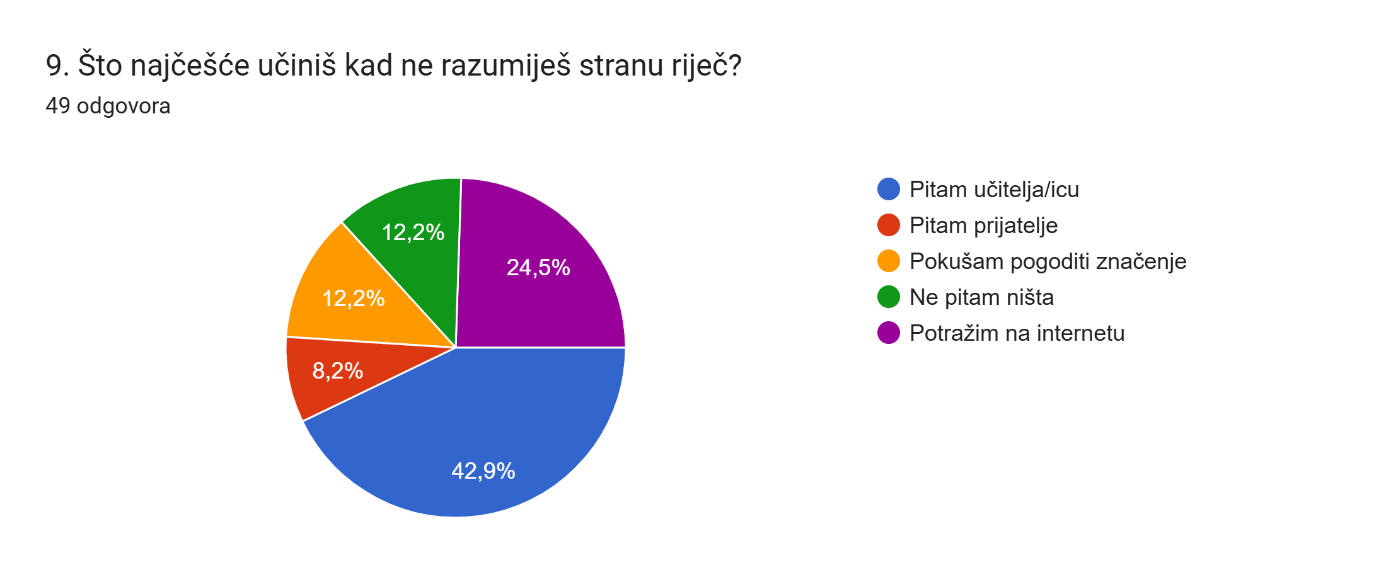 9. Što najčešće učiniš kad ne razumiješ stranu riječ?
49 odgovora
12,2%
24,5%
12,2%
8,2%
42,9%
Pitam učitelja/icu
Pitam prijatelje
Pokušam pogoditi značenje
Ne pitam ništa
Potražim na internetu